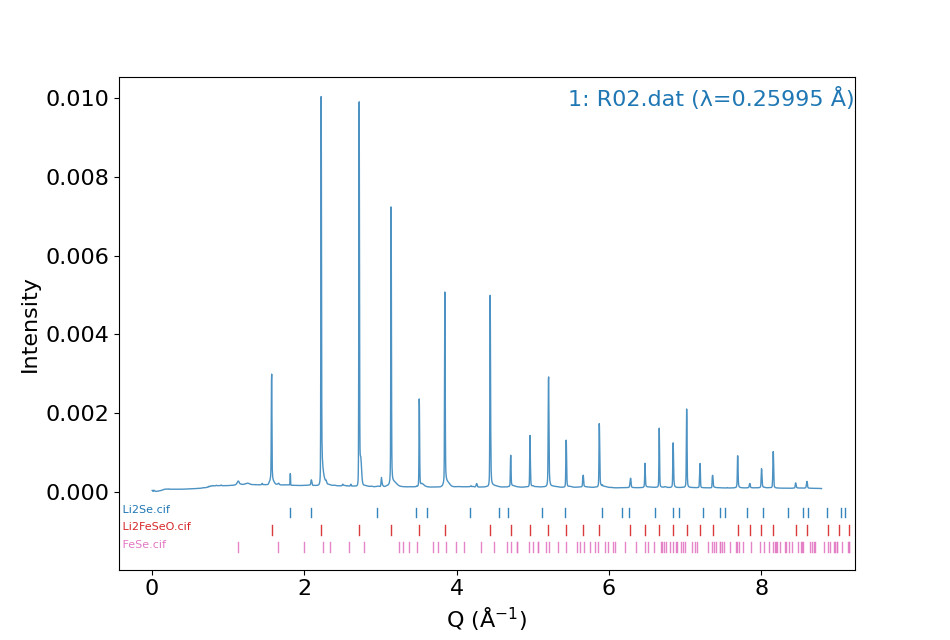 1: R02.dat (λ=0.25995 Å)
0.010
0.008
0.006
0.004
0.002
0.000
Intensity
Li2Se.cif
Li2FeSeO.cif
FeSe.cif
0 2 4 6 8
Q (Å⁻¹)